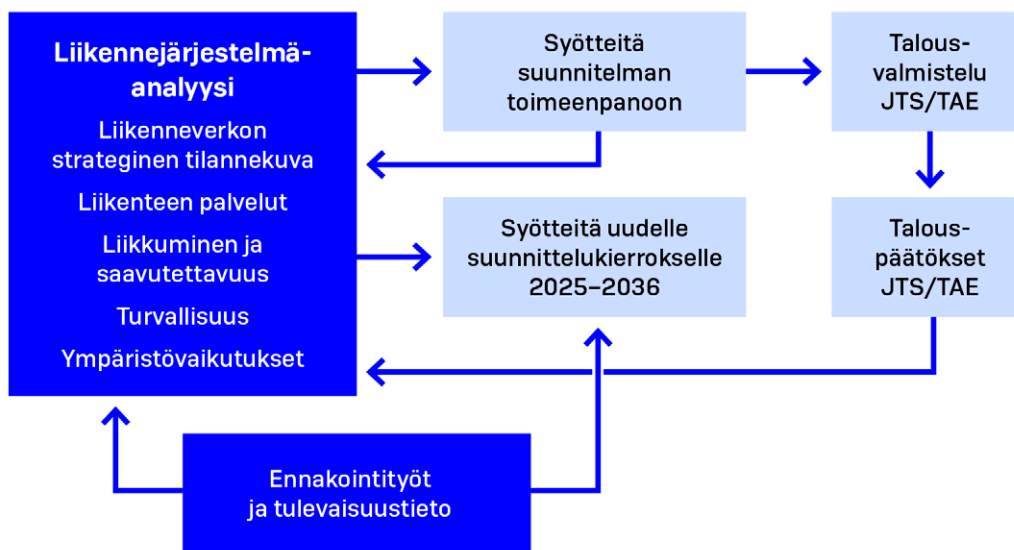 Liikennejärjestelmä-
analyysi
Liikenneverkon
strateginen tilannekuva
Liikenteen palvelut
Liikkuminen ja
saavutettavuus
Turvallisuus
Ympäristövaikutukset
Syötteitä
suunnitelman
toimeenpanoon
Talous-
valmistelu
JTS/TAE
Syötteitä uudelle
suunnittelukierrokselle
2025–2036
Talous-
päätökset
JTS/TAE
Ennakointityöt
ja tulevaisuustieto